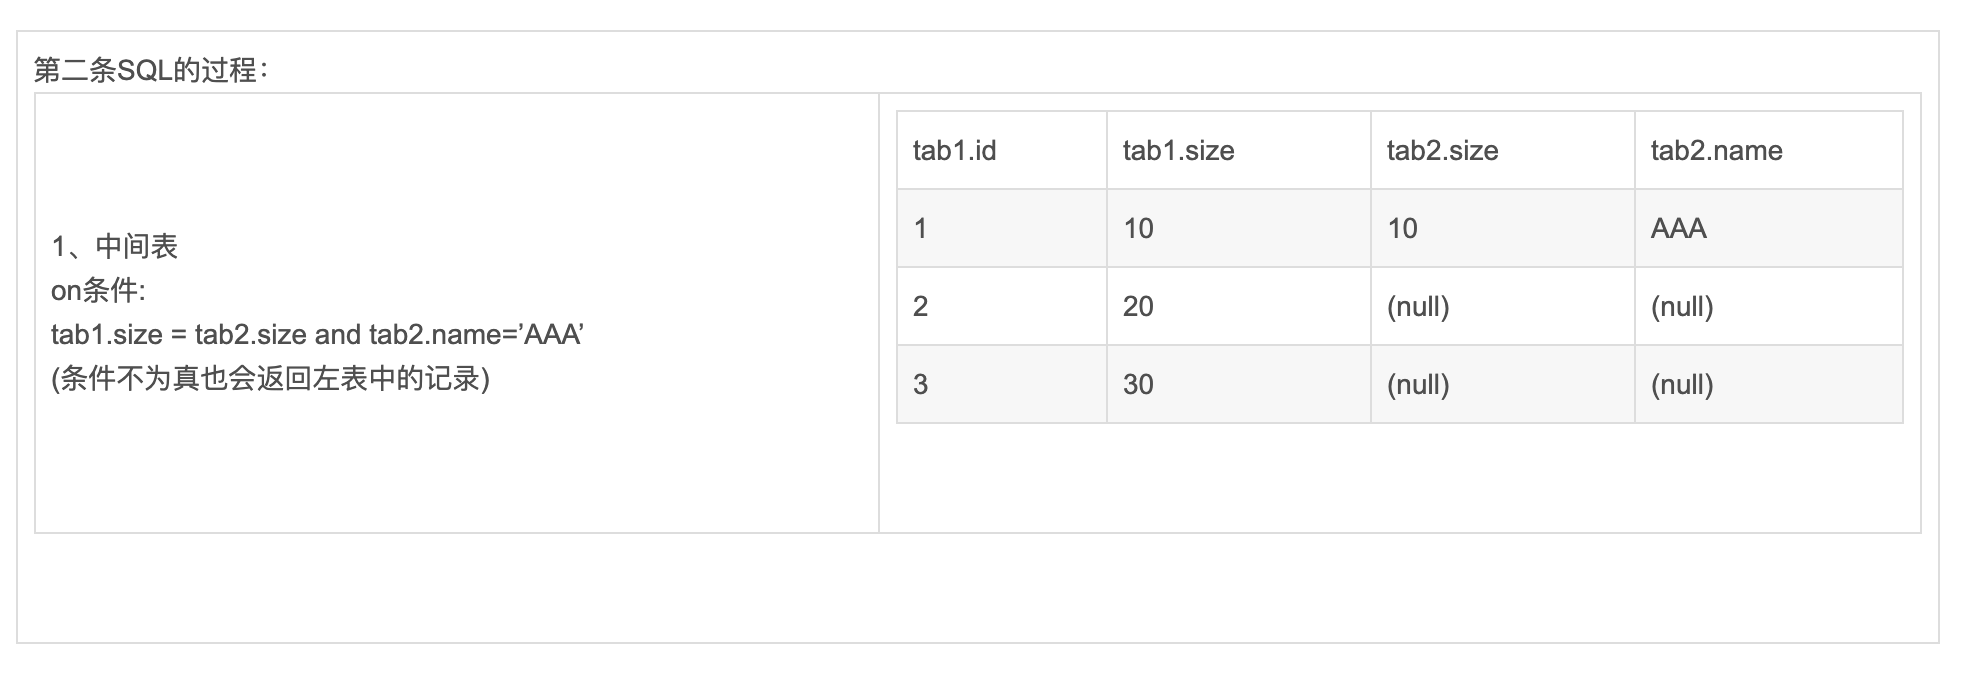 第二条SQL的过程：
1、中间表
on条件:
tab1.size = tab2.size and tab2.name=’AAA’
(条件不为真也会返回左表中的记录)
tab1.id tab1.size tab2.size tab2.name
1 10 10 AAA
2 20 (null) (null)
3 30 (null) (null)